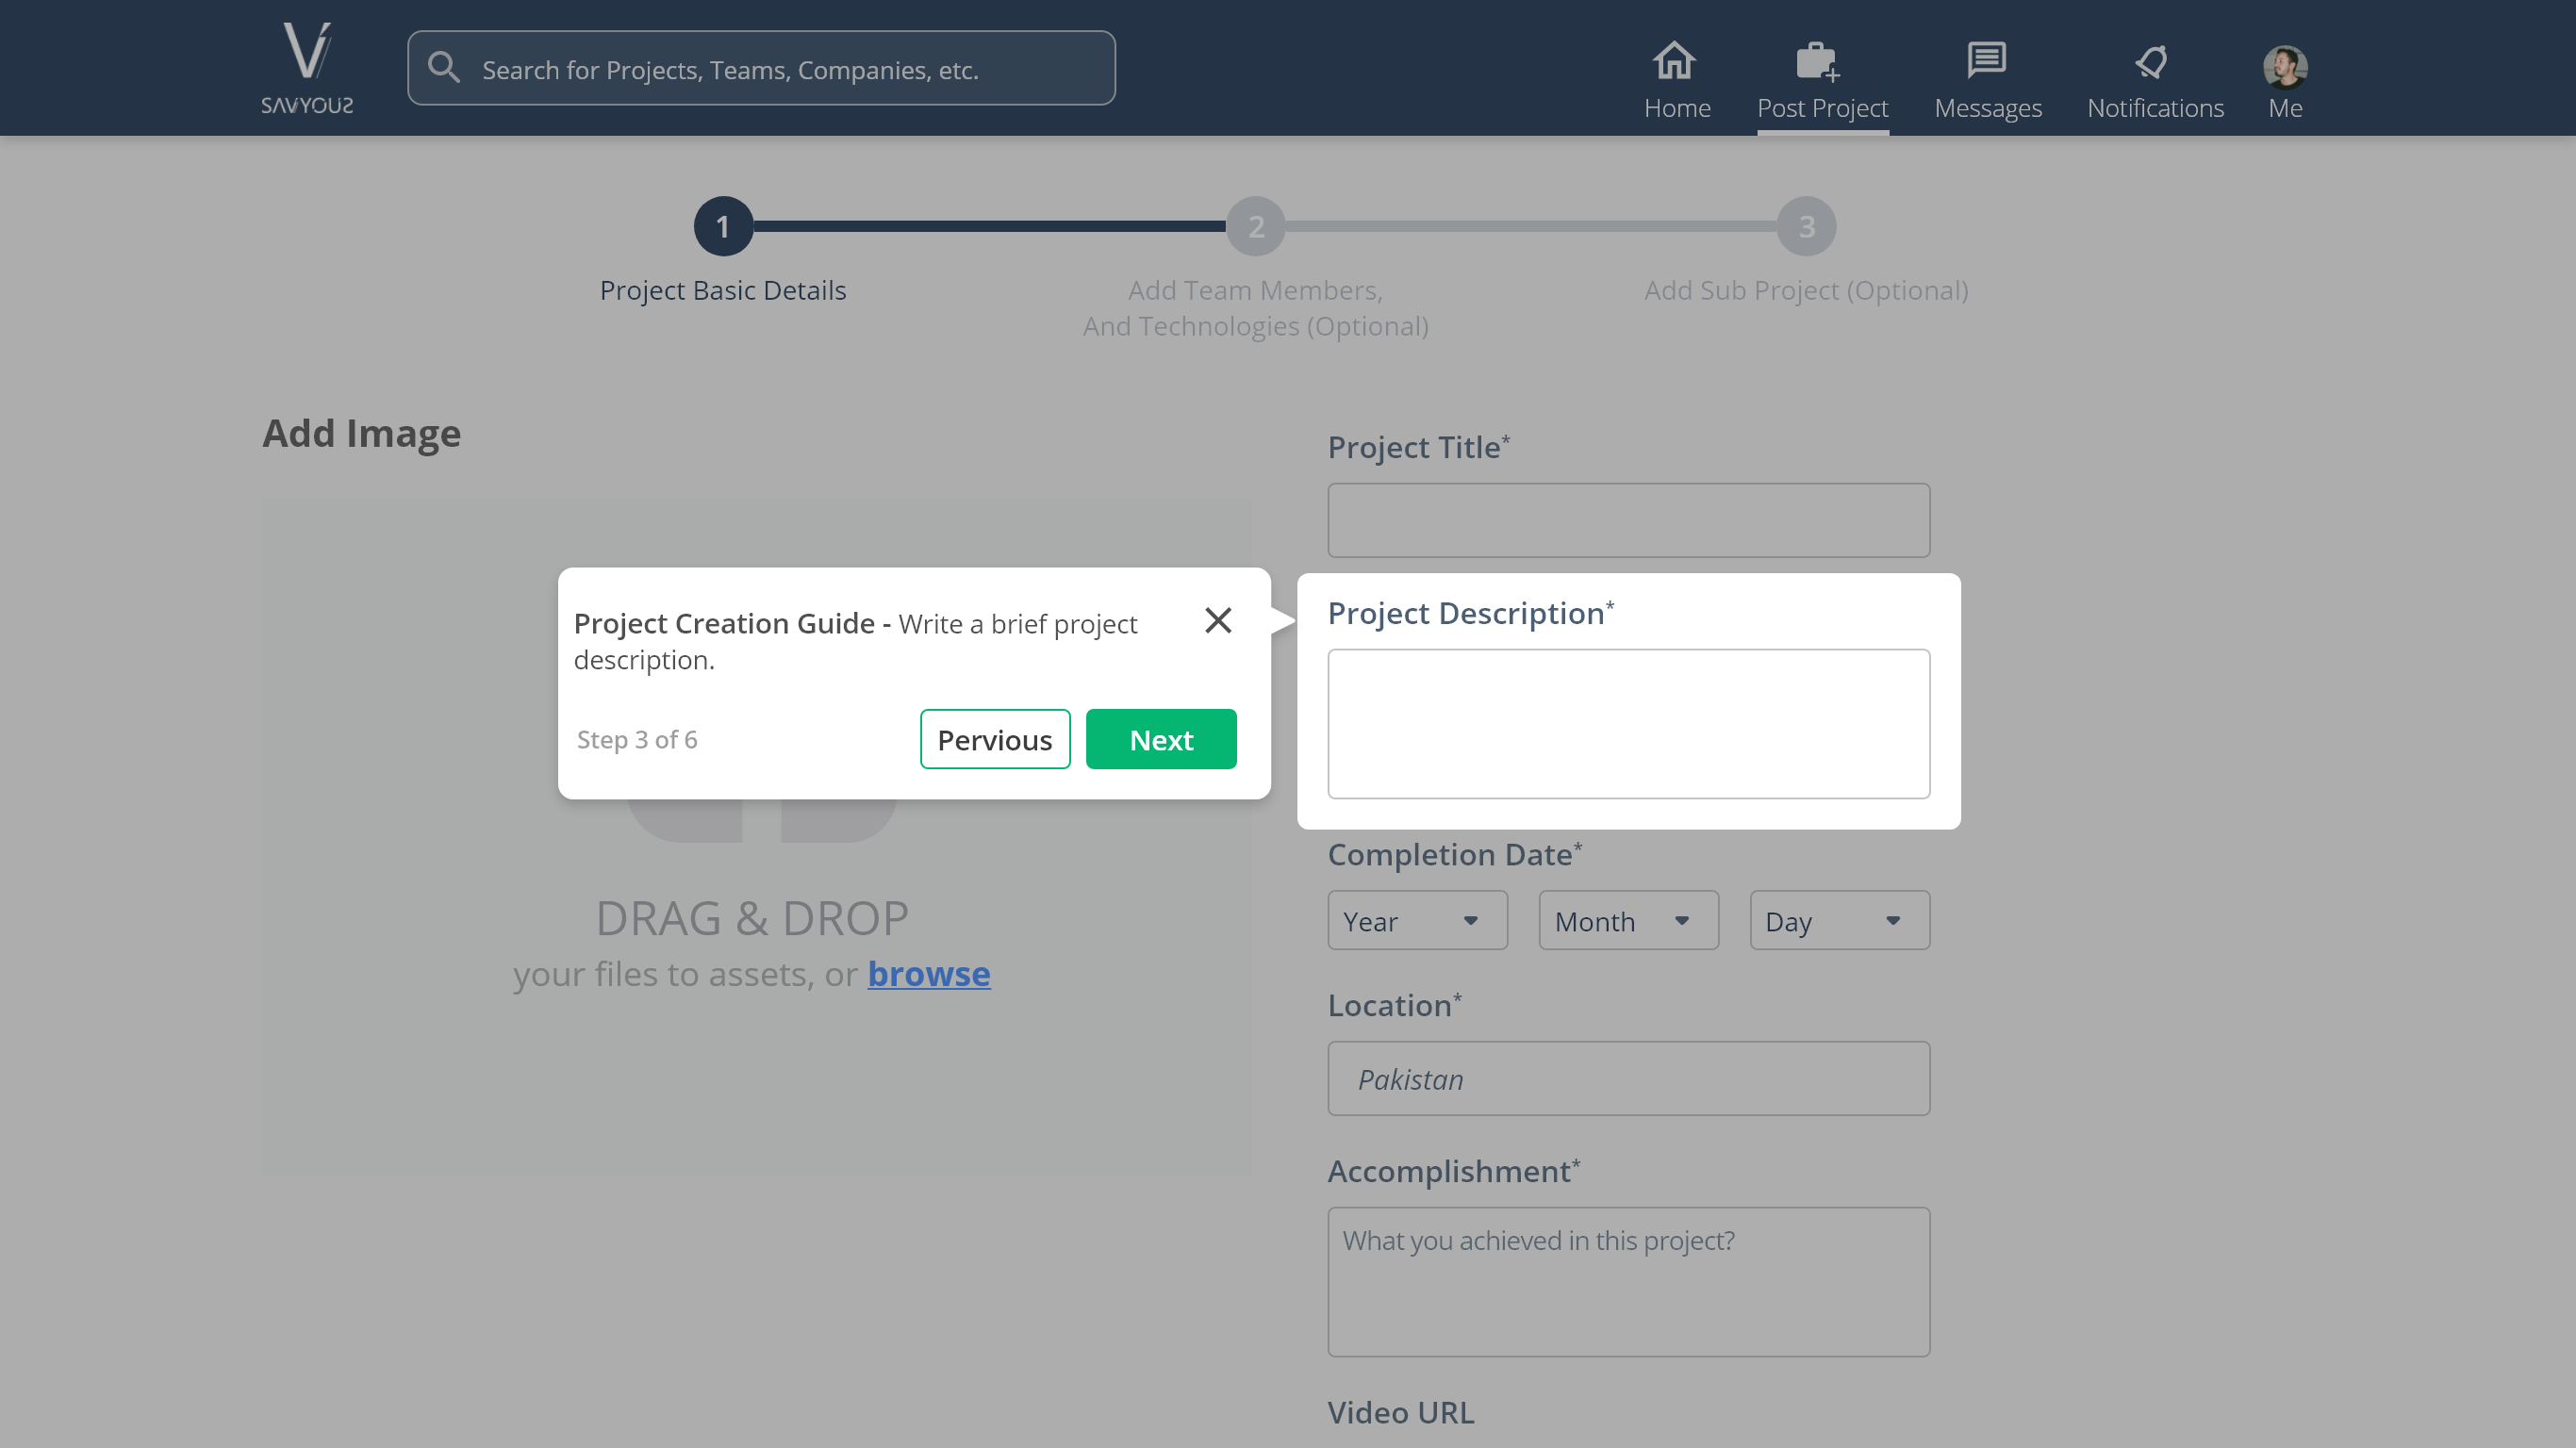 SAVYOUS
Search for Projects, Teams, Companies, etc.
Home
Post Project
Messages
Notifications
Me
1
2
3
Project Basic Details
Add Team Members,
And Technologies (Optional)
Add Sub Project (Optional)
Add Image
DRAG & DROP
your files to assets, or browse
Project Creation Guide - Write a brief project
description.
Step 3 of 6
Pervious
Next
Project Title*
Project Description*
Completion Date*
Year
Month
Day
Location*
Pakistan
Accomplishment*
What you achieved in this project?
Video URL